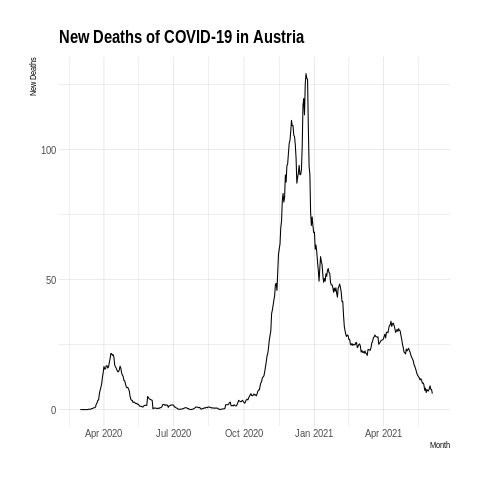 New Deaths of COVID-19 in Austria
New Deaths
100
50
0
Apr 2020 Jul 2020 Oct 2020 Jan 2021 Apr 2021
Month